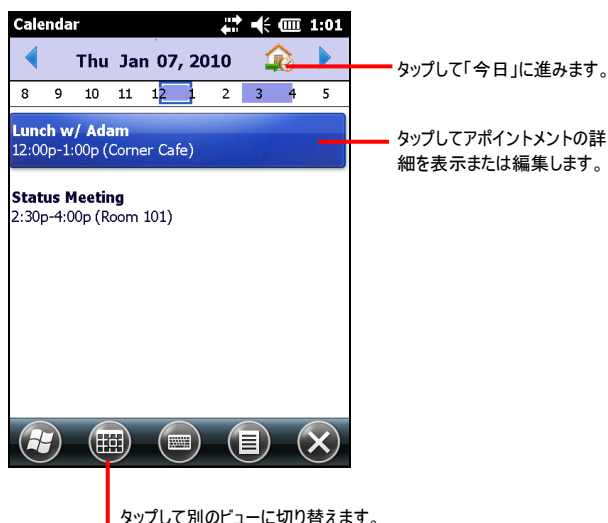 Calendar 1:01
Thu Jan 07, 2010
8 9 10 11 12 1 2 3 4 5
Lunch w/ Adam
12:00p-1:00p (Corner Cafe)
Status Meeting
2:30p-4:00p (Room 101)
タップして「今日」に進みます。
タップしてアポイントメントの詳
細を表示または編集します。
タップして別のビューに切り替えます。